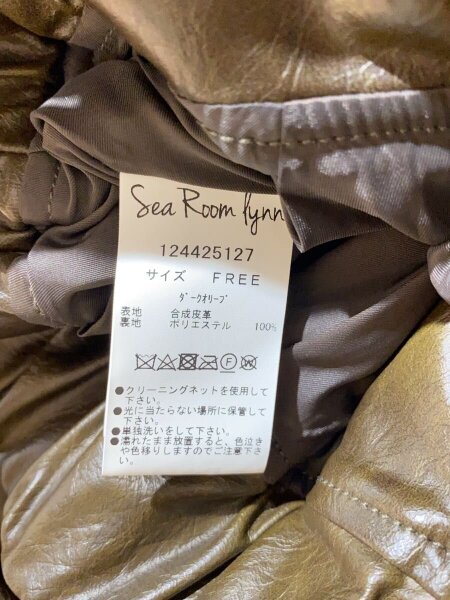 Sea Room lynn
124425127
サイズ FREE
ダークオリーブ
表地 合成皮革
裏地 ポリエステル 100%
●クリーニングネットを使用して
下さい。
●光に当たらない場所に保管して
下さい。
●単独洗いをして下さい。
●濡れたまま放置すると、色泣き
や色移りしますのでご注意下さ
い。